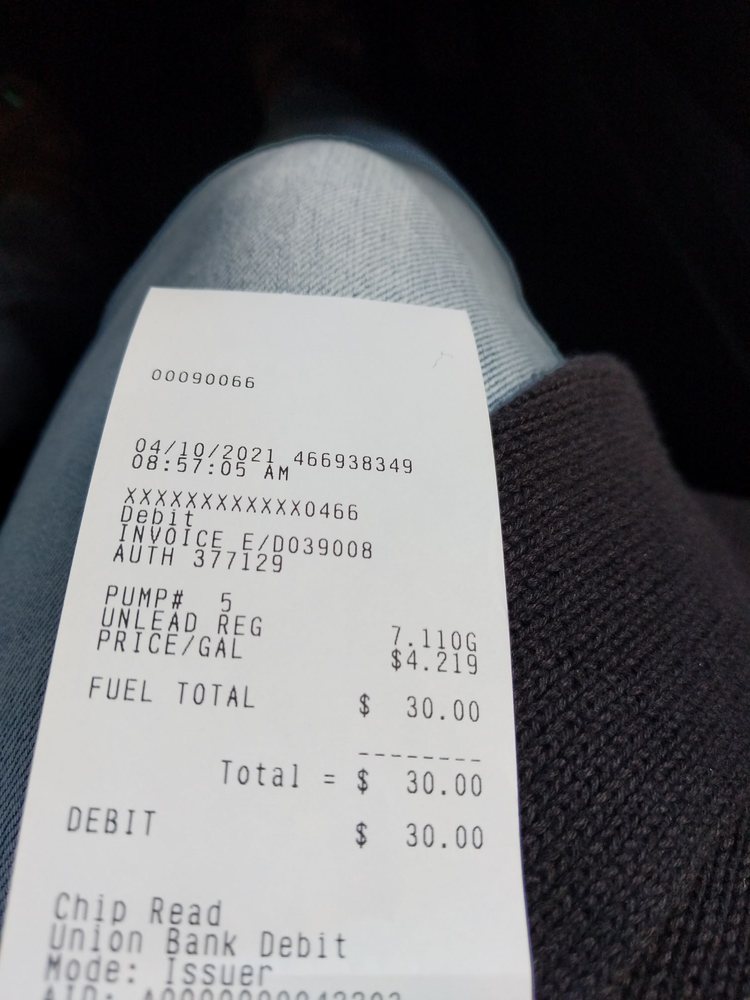 00090066
04/10/2021 466938349
08:57:05 AM
XXXXXXXXXXXX0466
Debit
INVOICE E/D039008
AUTH 377129
PUMP# 5
UNLEAD REG 7.110G
PRICE/GAL $4.219
FUEL TOTAL $ 30.00
--------
Total = $ 30.00
DEBIT $ 30.00
Chip Read
Union Bank Debit
Mode: Issuer
AID: